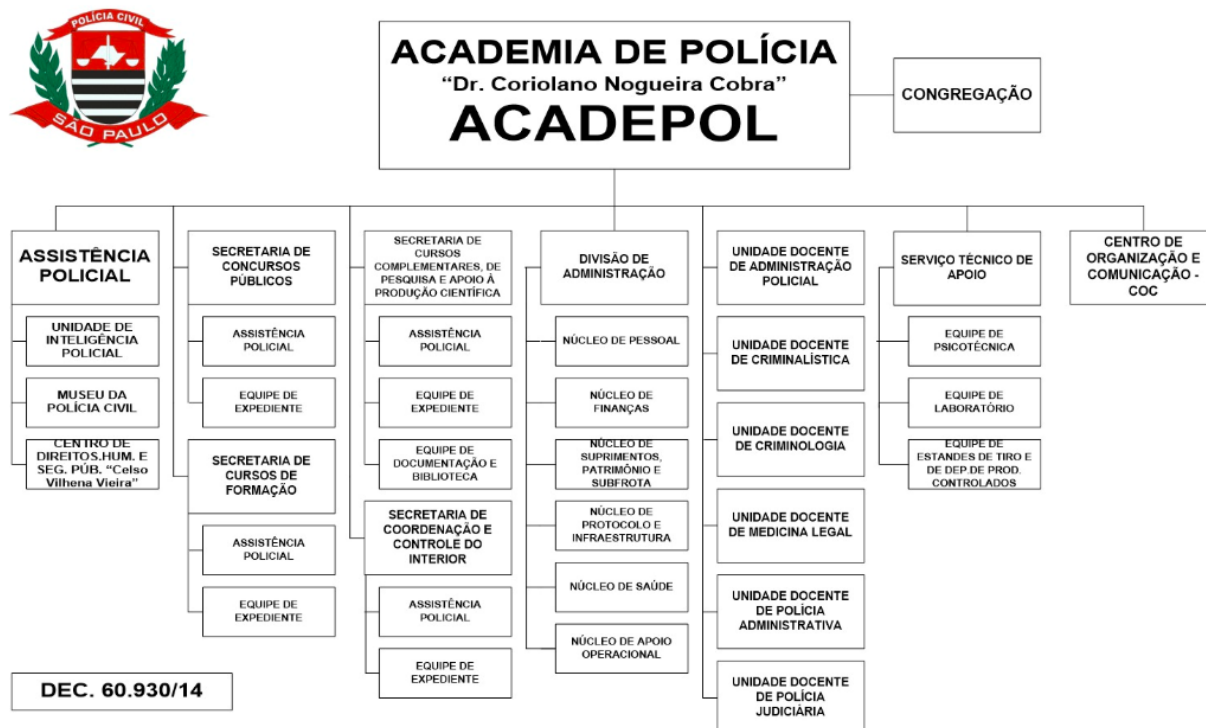 POLÍCIA CIVIL
SÃO PAULO
ACADEMIA DE POLÍCIA
“Dr. Coriolano Nogueira Cobra”
ACADEPOL
CONGREGAÇÃO
ASSISTÊNCIA
POLICIAL
UNIDADE DE
INTELIGÊNCIA
POLICIAL
MUSEU DA
POLÍCIA CIVIL
CENTRO DE
DIREITOS.HUM. E
SEG. PÚB. “Celso
Vilhena Vieira”
SECRETARIA DE
CONCURSOS
PÚBLICOS
ASSISTÊNCIA
POLICIAL
EQUIPE DE
EXPEDIENTE
SECRETARIA DE
CURSOS DE
FORMAÇÃO
ASSISTÊNCIA
POLICIAL
EQUIPE DE
EXPEDIENTE
SECRETARIA DE
CURSOS
COMPLEMENTARES, DE
PESQUISA E APOIO À
PRODUÇÃO CIENTÍFICA
ASSISTÊNCIA
POLICIAL
EQUIPE DE
EXPEDIENTE
EQUIPE DE
DOCUMENTAÇÃO E
BIBLIOTECA
SECRETARIA DE
COORDENAÇÃO E
CONTROLE DO
INTERIOR
ASSISTÊNCIA
POLICIAL
EQUIPE DE
EXPEDIENTE
DIVISÃO DE
ADMINISTRAÇÃO
NÚCLEO DE PESSOAL
NÚCLEO DE
FINANÇAS
NÚCLEO DE
SUPRIMENTOS,
PATRIMÔNIO E
SUBFROTA
NÚCLEO DE
PROTOCOLO E
INFRAESTRUTURA
NÚCLEO DE SAÚDE
NÚCLEO DE APOIO
OPERACIONAL
UNIDADE DOCENTE
DE ADMINISTRAÇÃO
POLICIAL
UNIDADE DOCENTE
DE CRIMINALÍSTICA
UNIDADE DOCENTE
DE CRIMINOLOGIA
UNIDADE DOCENTE
DE MEDICINA LEGAL
UNIDADE DOCENTE
DE POLÍCIA
ADMINISTRATIVA
UNIDADE DOCENTE
DE POLÍCIA
JUDICIÁRIA
SERVIÇO TÉCNICO DE
APOIO
EQUIPE DE
PSICOTÉCNICA
EQUIPE DE
LABORATÓRIO
EQUIPE DE
ESTANDES DE TIRO E
DE DEP.DE PROD.
CONTROLADOS
CENTRO DE
ORGANIZAÇÃO E
COMUNICAÇÃO -
COC
DEC. 60.930/14